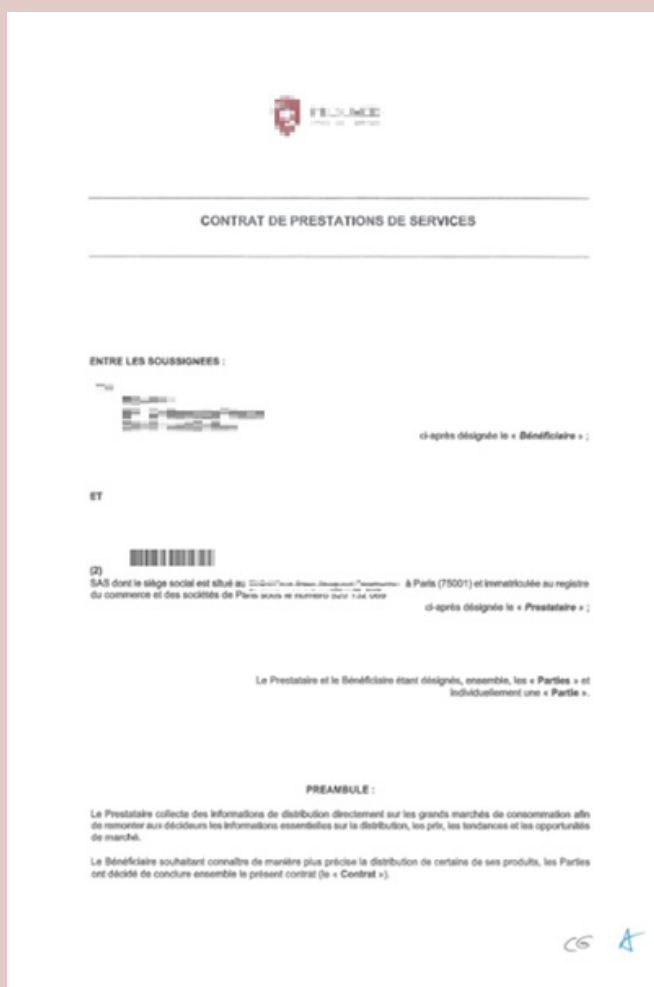 CONTRAT DE PRESTATIONS DE SERVICES
ENTRE LES SOUSSIGNEES :
ci-après désignée le « Bénéficiaire » ;
ET
(2)
SAS dont le siège social est situé au à Paris (75001) et immatriculée au registre
du commerce et des sociétés de Paris sous le numéro
ci-après désignée le « Prestataire » ;
Le Prestataire et le Bénéficiaire étant désignés, ensemble, les « Parties » et
individuellement une « Partie ».
PREAMBULE :
Le Prestataire collecte des informations de distribution directement sur les grands marchés de consommation afin
de remonter aux décideurs les informations essentielles sur la distribution, les prix, les tendances et les opportunités
de marché.
Le Bénéficiaire souhaitant connaître de manière plus précise la distribution de certains de ses produits, les Parties
ont décidé de conclure ensemble le présent contrat (le « Contrat »).
CG